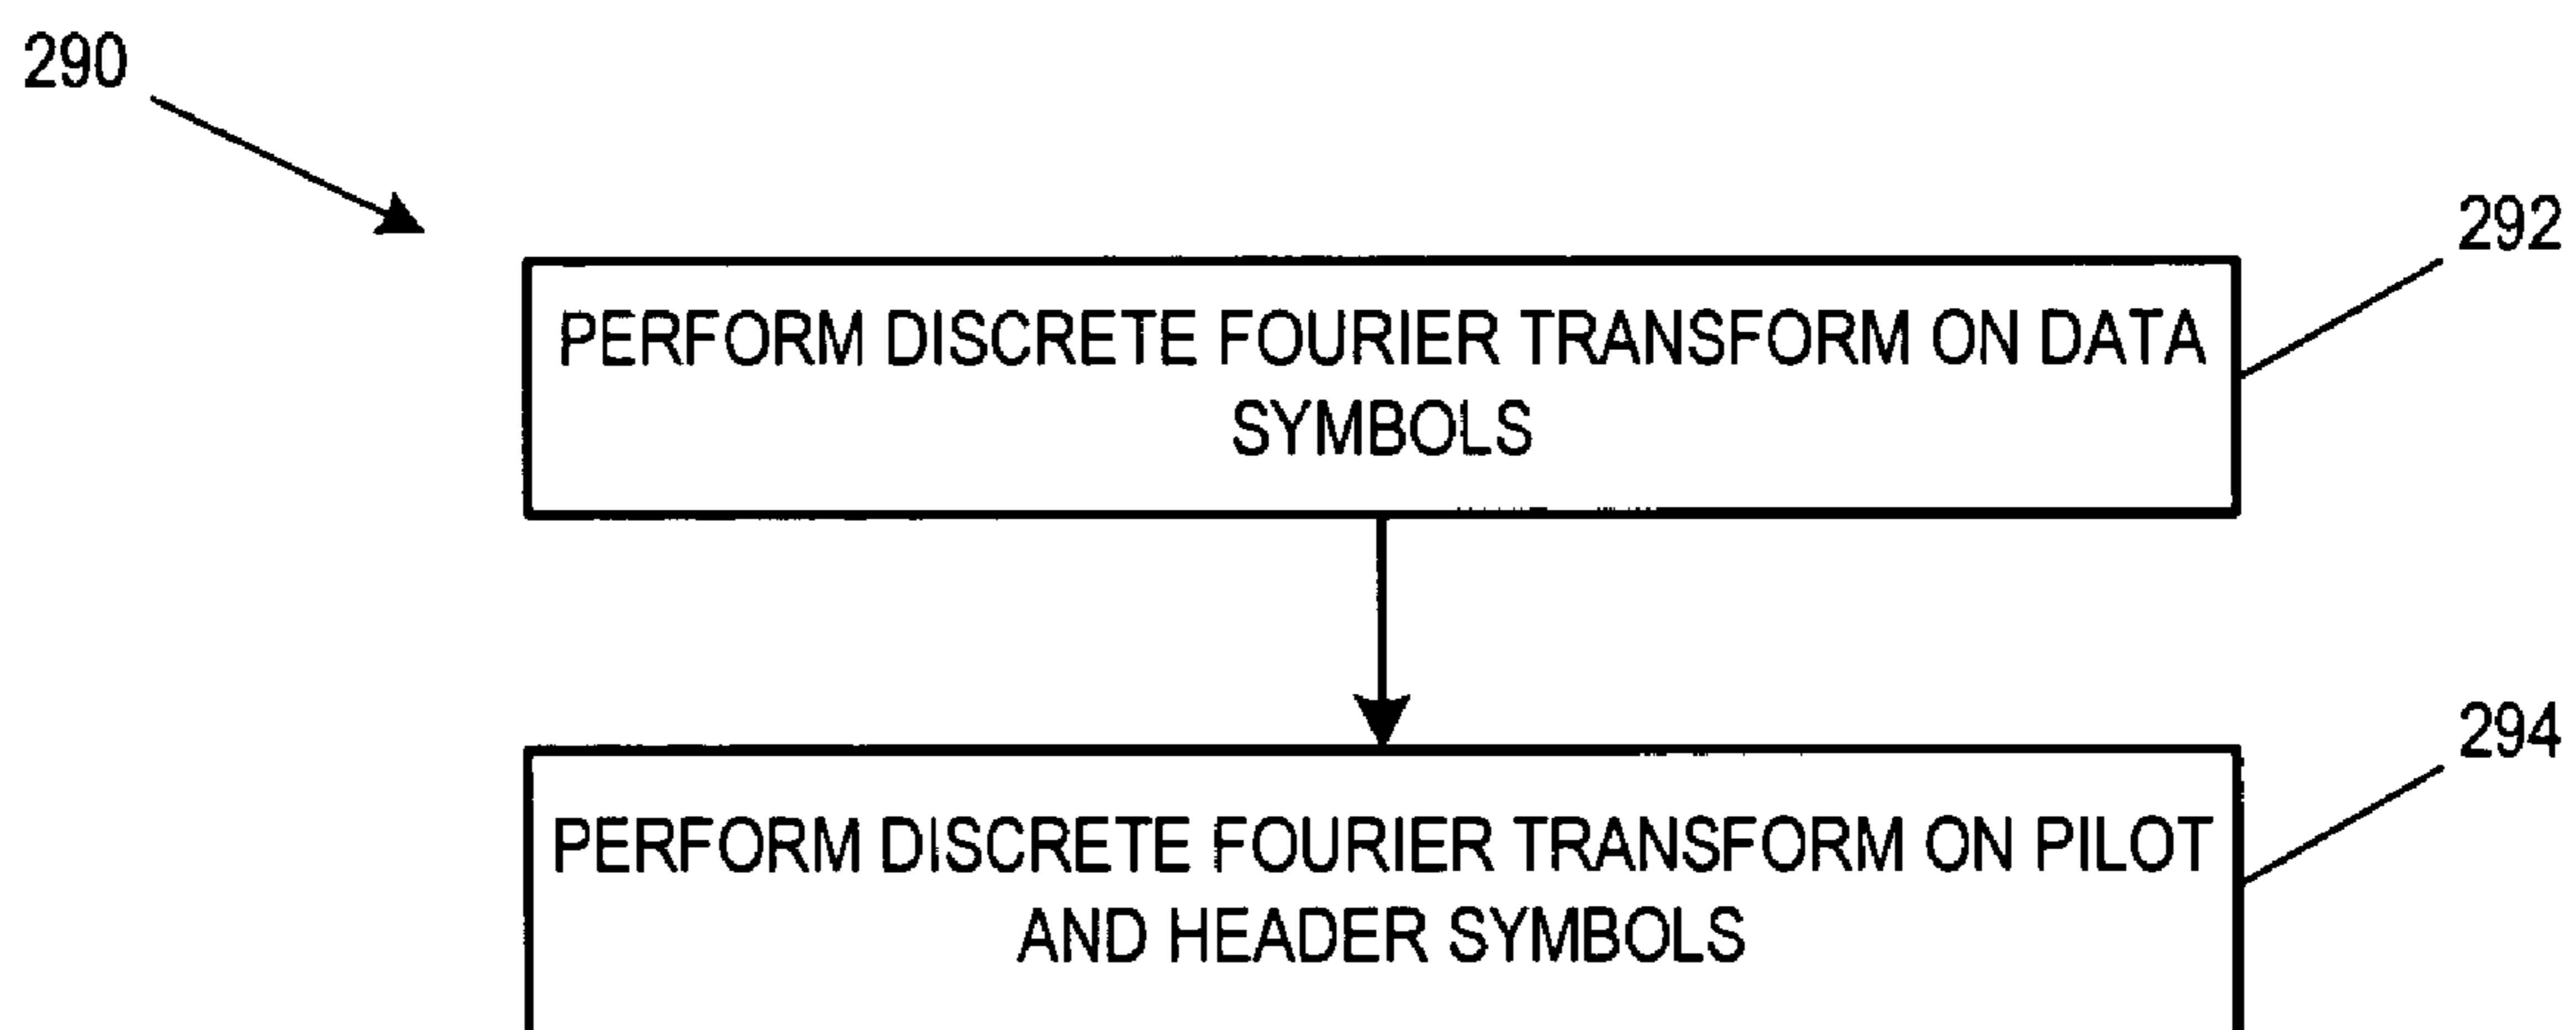 290
292
PERFORM DISCRETE FOURIER TRANSFORM ON DATA
SYMBOLS
294
PERFORM DISCRETE FOURIER TRANSFORM ON PILOT
AND HEADER SYMBOLS